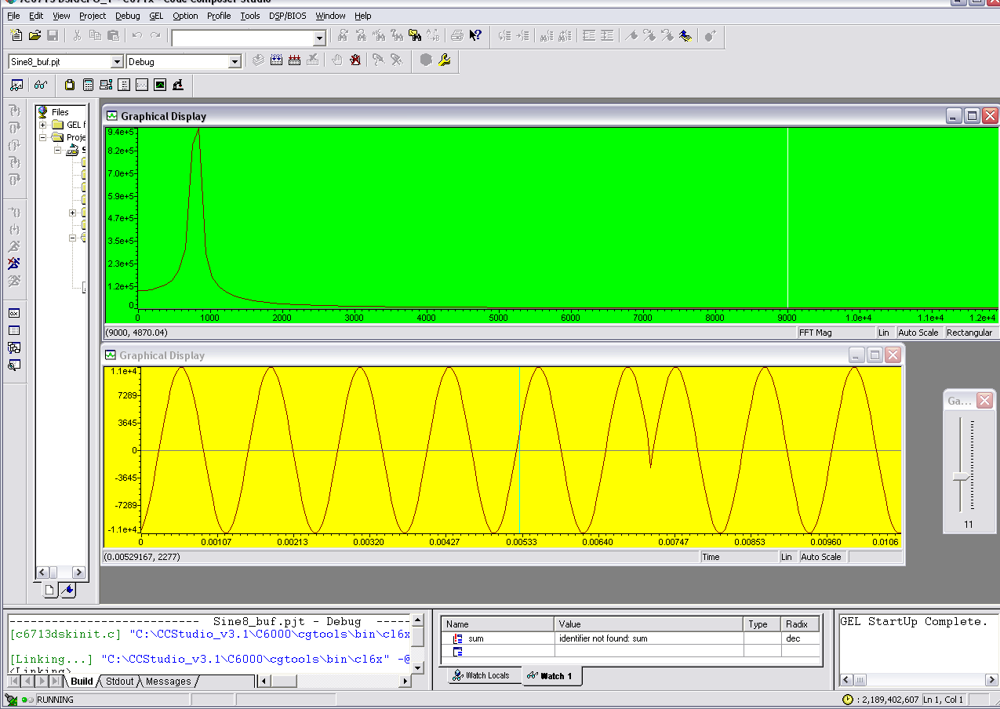 /C6713 DSK/CPU_1 - C671x - Code Composer Studio
File Edit View Project Debug GEL Option Profile Tools DSP/BIOS Window Help
Sine8_buf.pjt Debug
Files
GEL f
Proje
S
Graphical Display
9.4e+5
8.2e+5
7.0e+5
5.9e+5
4.7e+5
3.5e+5
2.3e+5
1.2e+5
0
0 1000 2000 3000 4000 5000 6000 7000 8000 9000 1.0e+4 1.1e+4 1.2e+4
(9000, 4870.04) FFT Mag Lin Auto Scale Rectangular
Graphical Display
1.1e+4
7289
3645
0
-3645
-7289
-1.1e+4
0 0.00107 0.00213 0.00320 0.00427 0.00533 0.00640 0.00747 0.00853 0.00960 0.0106
(0.00529167, 2277) Time Lin Auto Scale
Ga...
11
--------------------------- Sine8_buf.pjt - Debug -----
[c6713dskinit.c] "C:\CCStudio_v3.1\C6000\cgtools\bin\cl6x
[Linking...] "C:\CCStudio_v3.1\C6000\cgtools\bin\cl6x" -@
<Linking>
Build Stdout Messages
Name Value Type Radix
sum identifier not found: sum dec
Watch Locals Watch 1
GEL StartUp Complete.
RUNNING : 2,189,402,607 Ln 1, Col 1